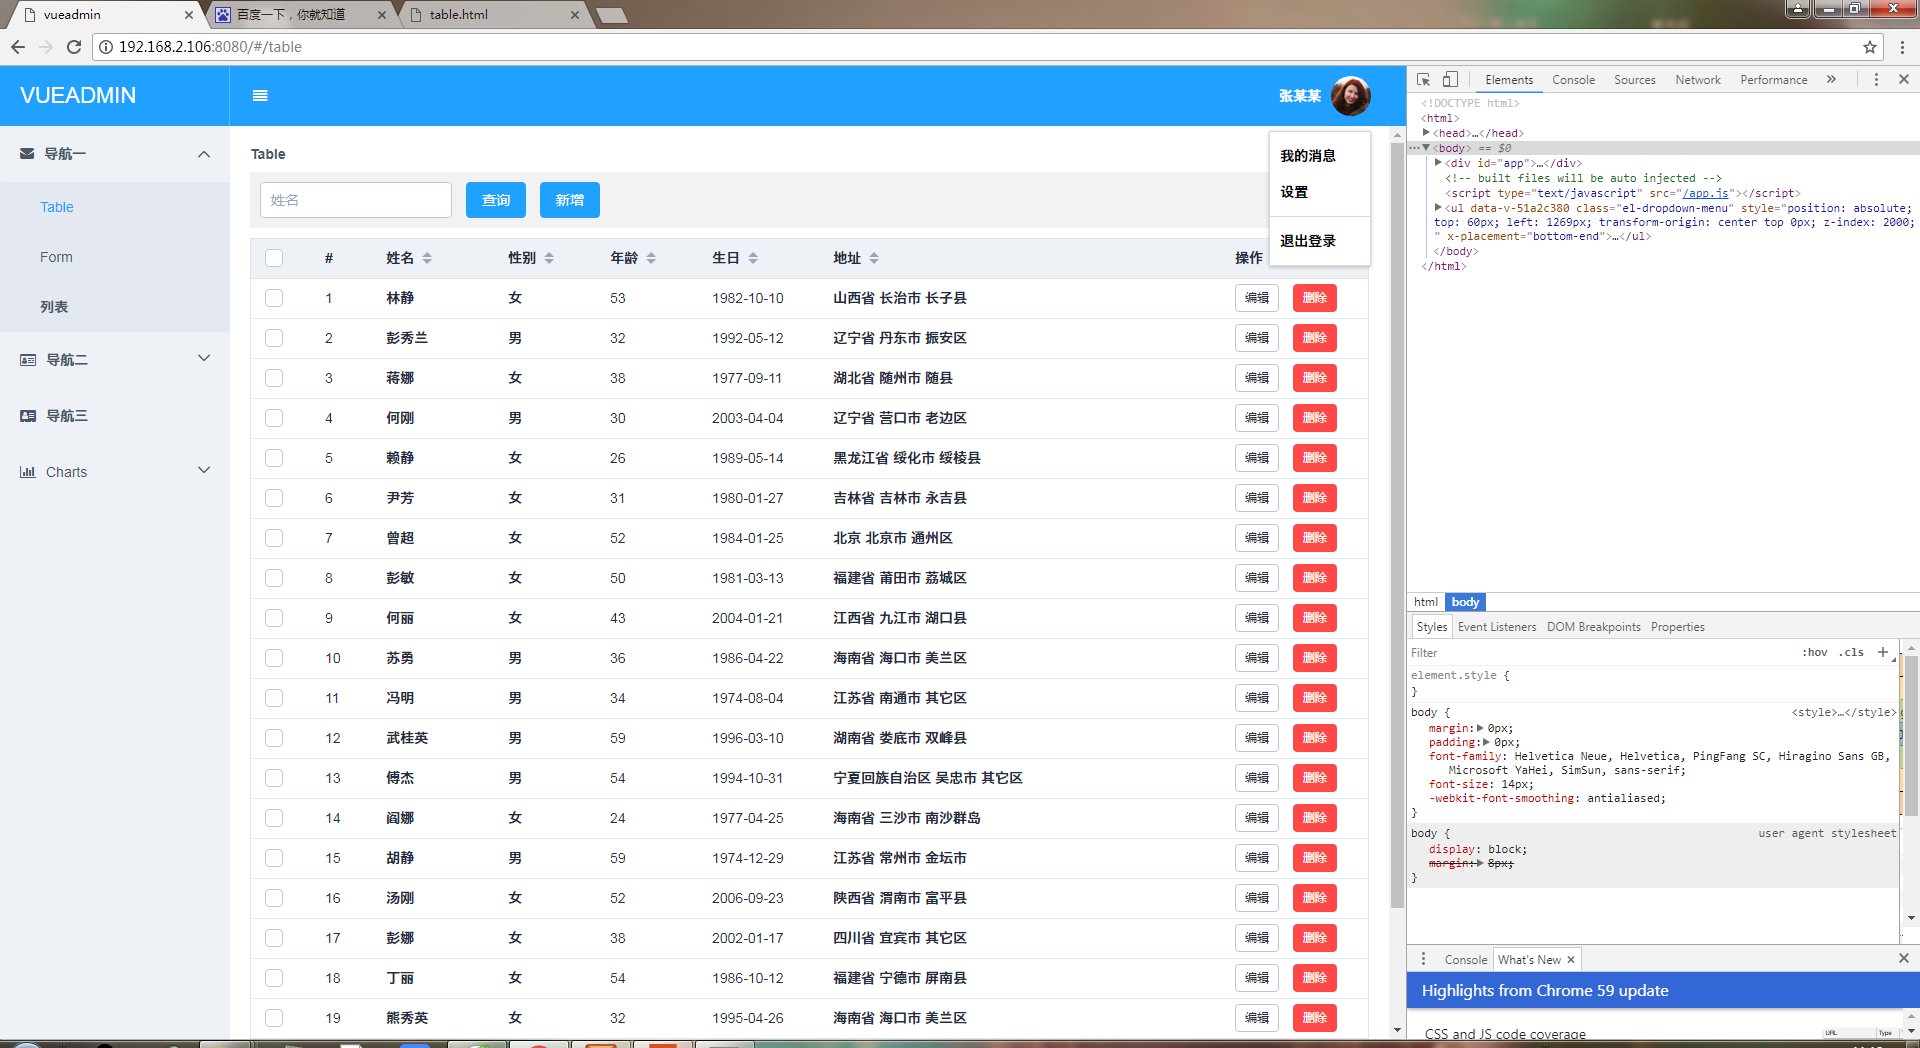 vueadmin
百度一下，你就知道
table.html
192.168.2.106:8080/#/table
VUEADMIN
张某某
导航一
Table
Form
列表
导航二
导航三
Charts
Table
姓名
查询
新增
我的消息
设置
退出登录
# 姓名 性别 年龄 生日 地址 操作
1 林静 女 53 1982-10-10 山西省 长治市 长子县 编辑 删除
2 彭秀兰 男 32 1992-05-12 辽宁省 丹东市 振安区 编辑 删除
3 蒋娜 女 38 1977-09-11 湖北省 随州市 随县 编辑 删除
4 何刚 男 30 2003-04-04 辽宁省 营口市 老边区 编辑 删除
5 赖静 女 26 1989-05-14 黑龙江省 绥化市 绥棱县 编辑 删除
6 尹芳 女 31 1980-01-27 吉林省 吉林市 永吉县 编辑 删除
7 曾超 女 52 1984-01-25 北京 北京市 通州区 编辑 删除
8 彭敏 女 50 1981-03-13 福建省 莆田市 荔城区 编辑 删除
9 何丽 女 43 2004-01-21 江西省 九江市 湖口县 编辑 删除
10 苏勇 男 36 1986-04-22 海南省 海口市 美兰区 编辑 删除
11 冯明 男 34 1974-08-04 江苏省 南通市 其它区 编辑 删除
12 武桂英 男 59 1996-03-10 湖南省 娄底市 双峰县 编辑 删除
13 傅杰 男 54 1994-10-31 宁夏回族自治区 吴忠市 其它区 编辑 删除
14 阎娜 女 24 1977-04-25 海南省 三沙市 南沙群岛 编辑 删除
15 胡静 男 59 1974-12-29 江苏省 常州市 金坛市 编辑 删除
16 汤刚 女 52 2006-09-23 陕西省 渭南市 富平县 编辑 删除
17 彭娜 女 38 2002-01-17 四川省 宜宾市 其它区 编辑 删除
18 丁丽 女 54 1986-10-12 福建省 宁德市 屏南县 编辑 删除
19 熊秀英 女 32 1995-04-26 海南省 海口市 美兰区 编辑 删除
Elements Console Sources Network Performance »
<!DOCTYPE html>
<html>
<head>…</head>
<body> == $0
<div id="app">…</div>
<!-- built files will be auto injected -->
<script type="text/javascript" src="/app.js"></script>
<ul data-v-51a2c380 class="el-dropdown-menu" style="position: absolute;
top: 60px; left: 1269px; transform-origin: center top 0px; z-index: 2000;
" x-placement="bottom-end">…</ul>
</body>
</html>
html body
Styles Event Listeners DOM Breakpoints Properties
Filter :hov .cls +
element.style {
}
body { <style>…</style>
margin: 0px;
padding: 0px;
font-family: Helvetica Neue, Helvetica, PingFang SC, Hiragino Sans GB,
Microsoft YaHei, SimSun, sans-serif;
font-size: 14px;
-webkit-font-smoothing: antialiased;
}
body { user agent stylesheet
display: block;
margin: 8px;
}
Console What's New
Highlights from Chrome 59 update
CSS and JS code coverage
URL Type